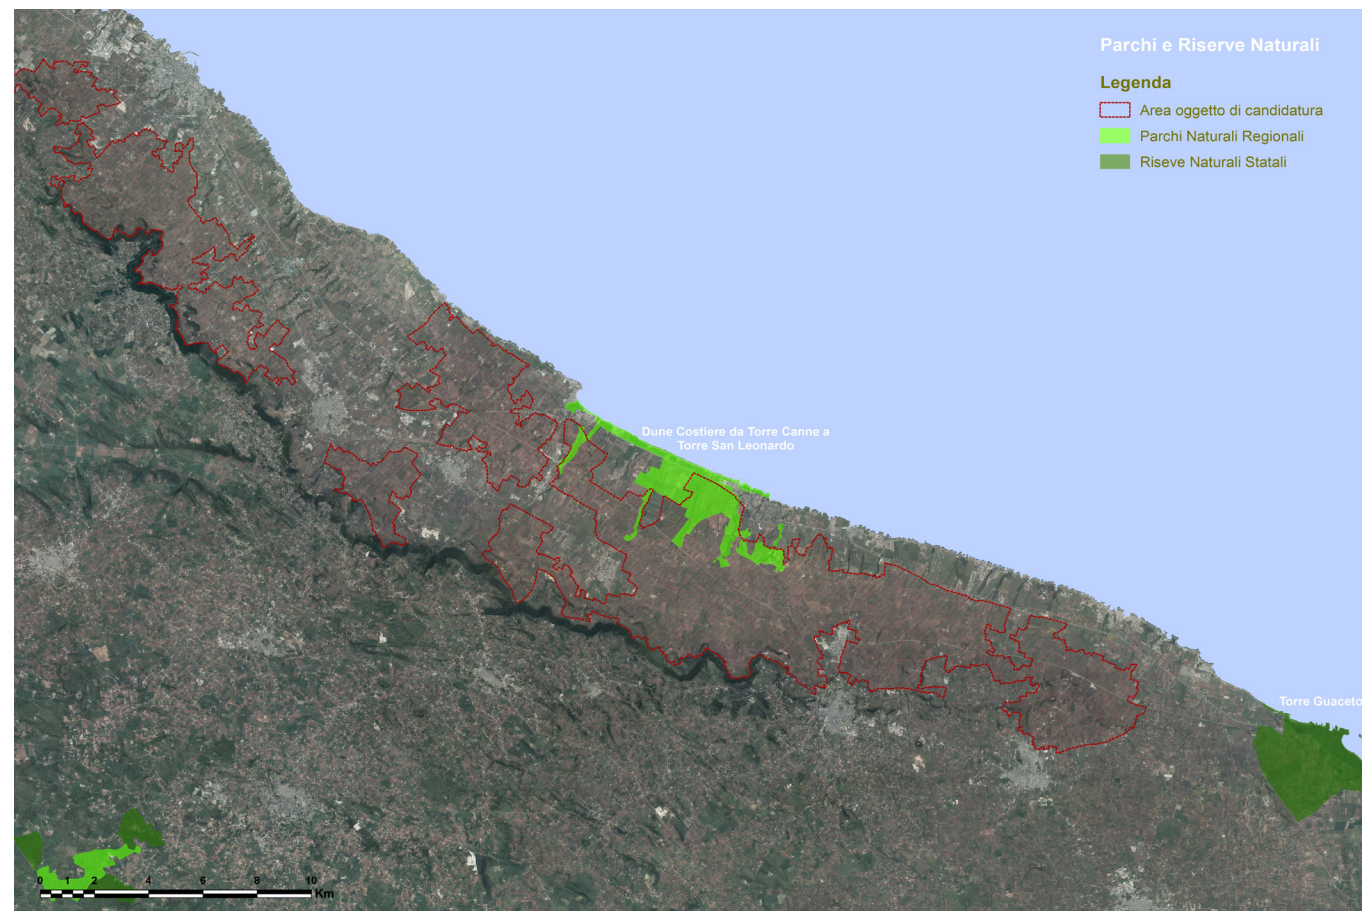 Parchi e Riserve Naturali
Legenda
Area oggetto di candidatura
Parchi Naturali Regionali
Riseve Naturali Statali
Dune Costiere da Torre Canne a
Torre San Leonardo
Torre Guaceto
0 1 2 4 6 8 10
Km